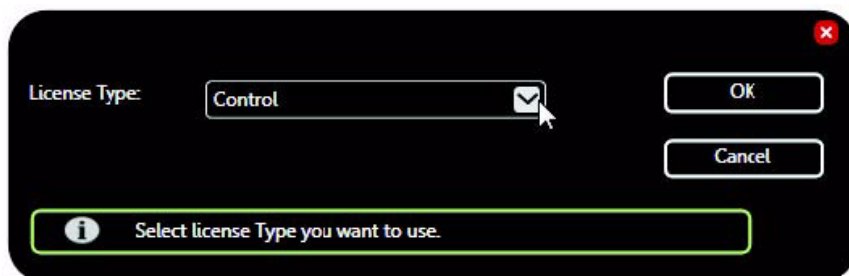 License Type:
Control
OK
Cancel
Select license Type you want to use.